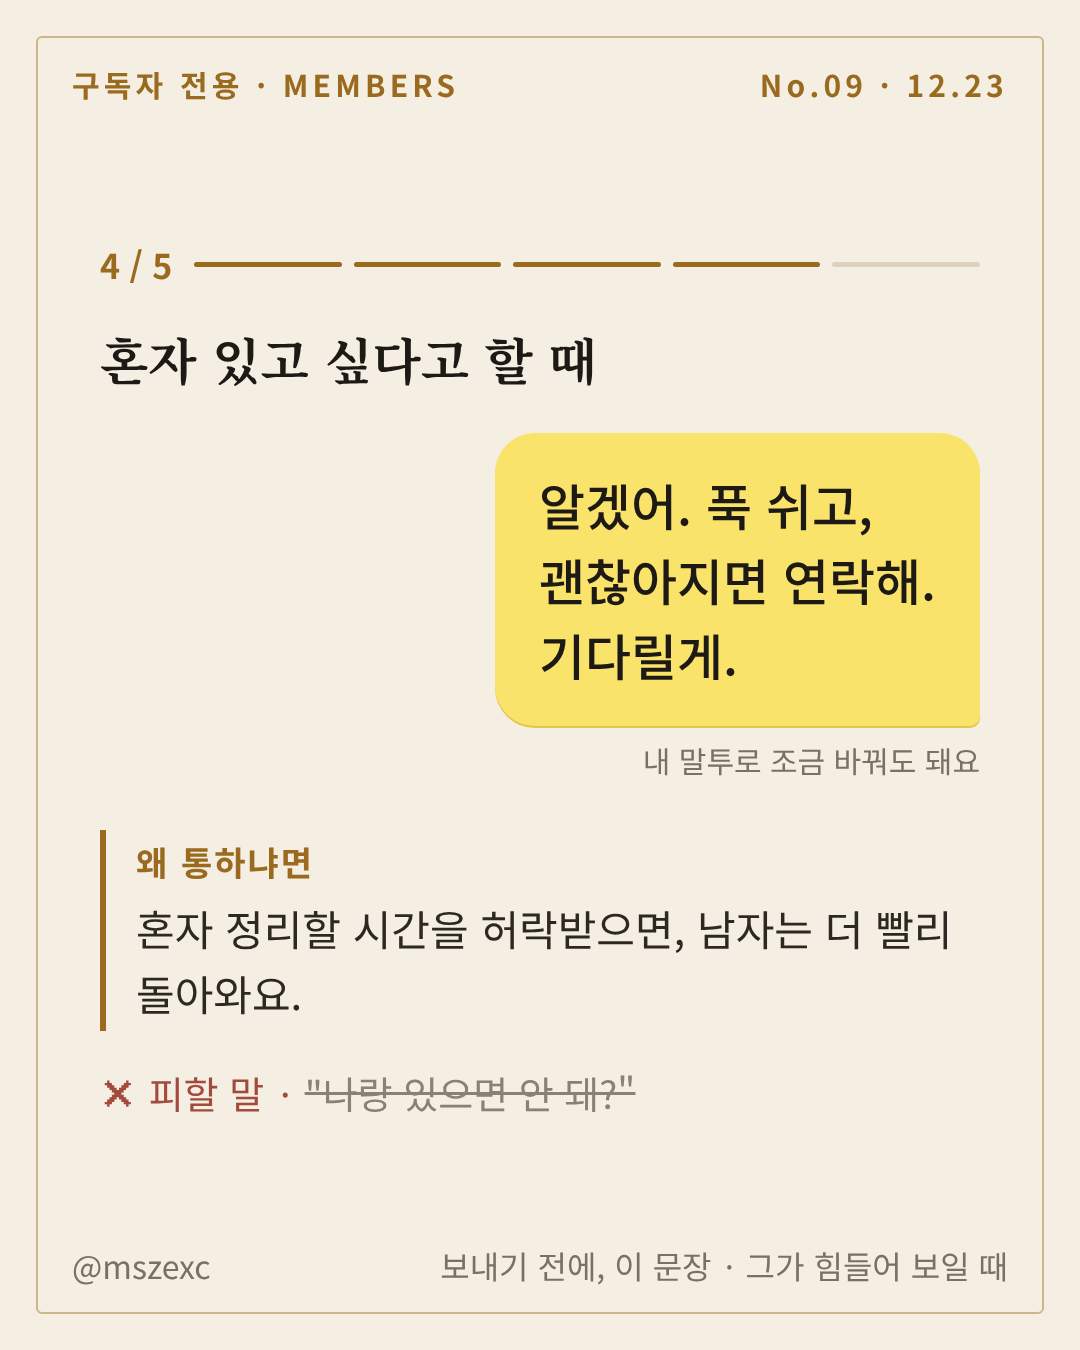 구독자 전용 · MEMBERS
No.09 · 12.23
4 / 5
혼자 있고 싶다고 할 때
알겠어. 푹 쉬고,
괜찮아지면 연락해.
기다릴게.
내 말투로 조금 바꿔도 돼요
왜 통하냐면
혼자 정리할 시간을 허락받으면, 남자는 더 빨리
돌아와요.
✕ 피할 말 · "나랑 있으면 안 돼?"
@mszexc
보내기 전에, 이 문장 · 그가 힘들어 보일 때